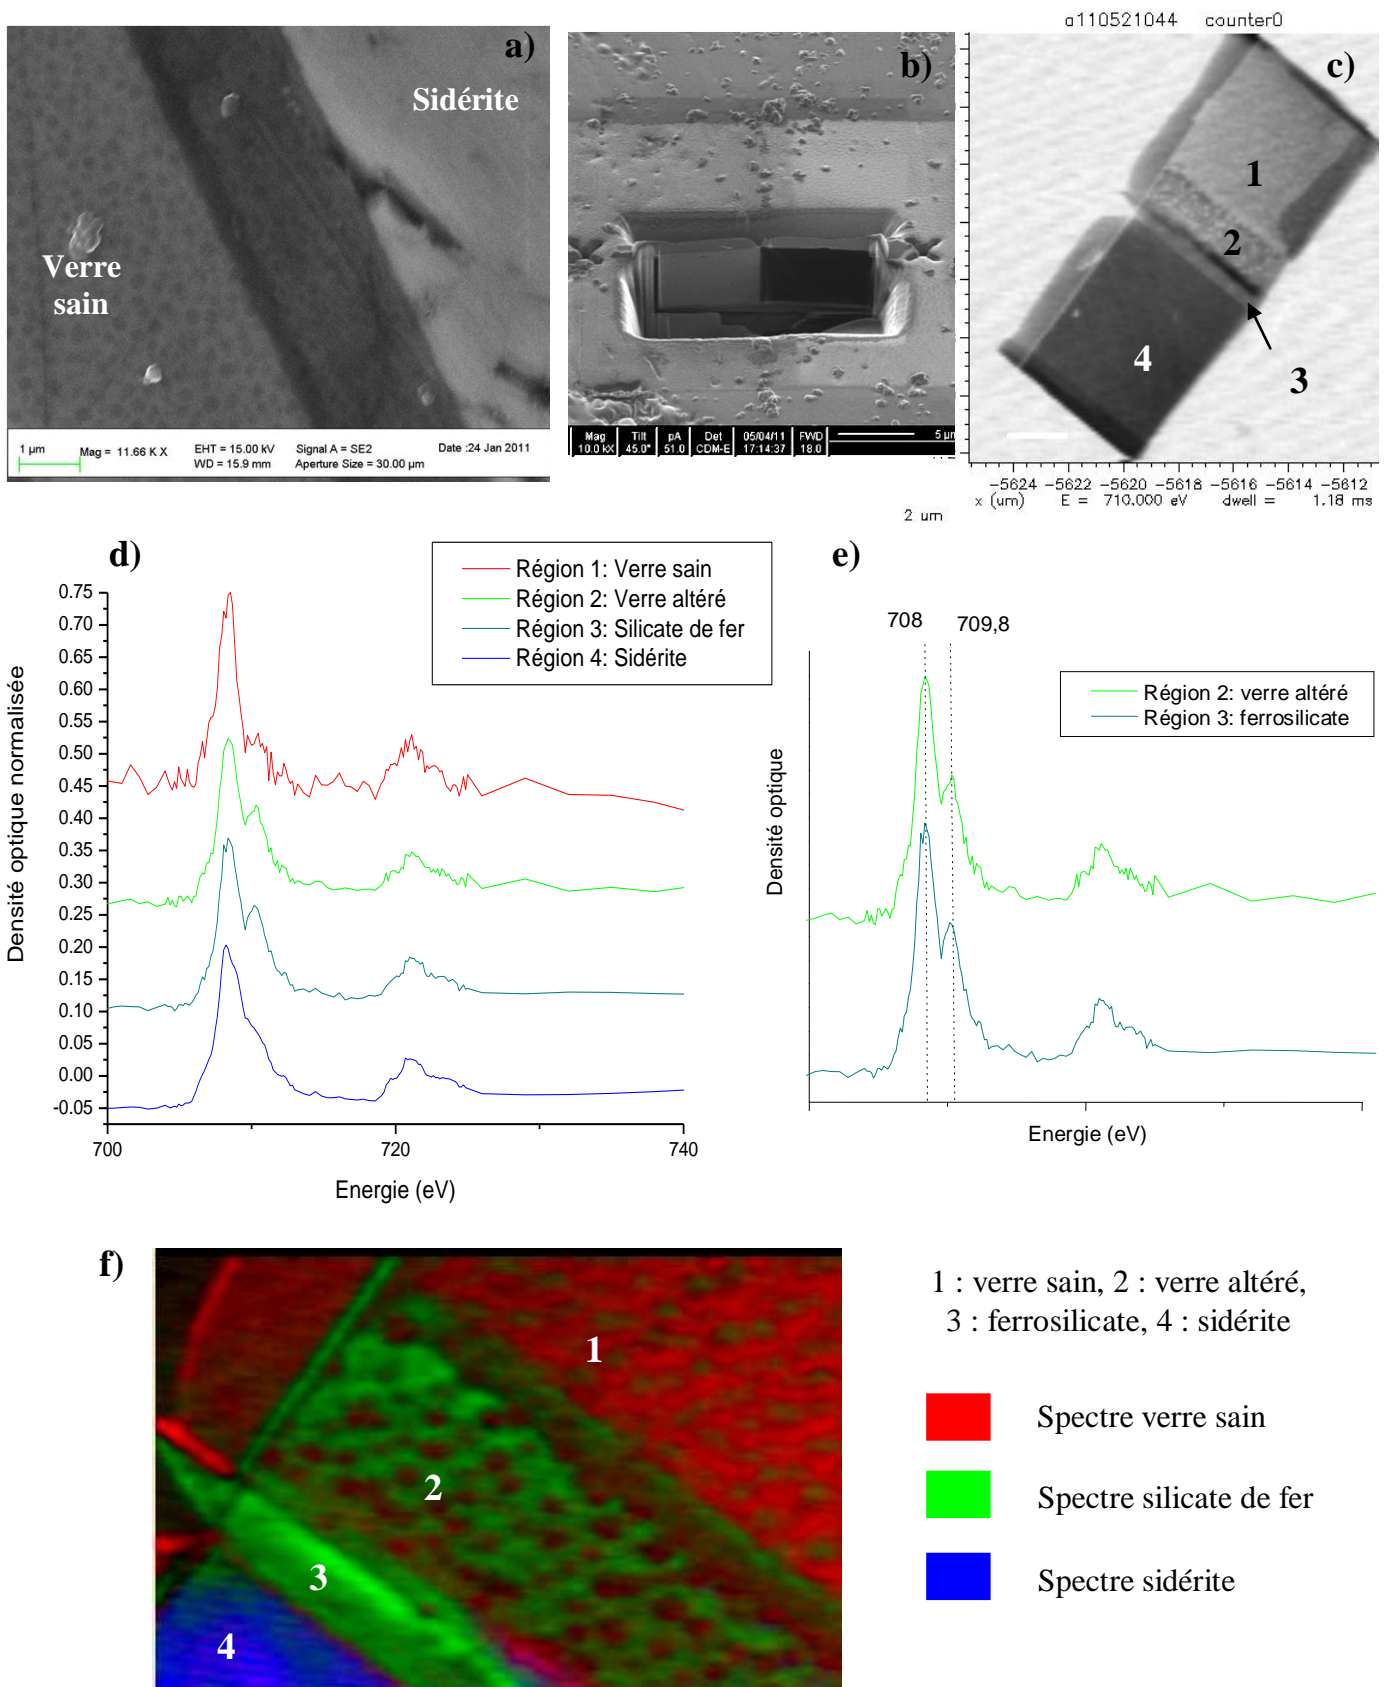 a)
Sidérite
Verre
sain
1 µm
Mag = 11.66 K X
EHT = 15.00 kV
WD = 15.9 mm
Signal A = SE2
Aperture Size = 30.00 µm
Date :24 Jan 2011
b)
Mag Tilt pA Det 05/04/11 FWD
10.0 kX 45.0° 51.0 CDM-E 17:14:37 18.0
a110521044 counter0
c)
1
2
3
4
-5624 -5622 -5620 -5618 -5616 -5614 -5612
x (um) E = 710.000 eV dwell = 1.18 ms
2 um
d)
Région 1: Verre sain
Région 2: Verre altéré
Région 3: Silicate de fer
Région 4: Sidérite
Densité optique normalisée
0.75
0.70
0.65
0.60
0.55
0.50
0.45
0.40
0.35
0.30
0.25
0.20
0.15
0.10
0.05
0.00
-0.05
700 720 740
Energie (eV)
e)
708 709,8
Région 2: verre altéré
Région 3: ferrosilicate
Densité optique
Energie (eV)
f)
1
2
3
4
1 : verre sain, 2 : verre altéré,
3 : ferrosilicate, 4 : sidérite
Spectre verre sain
Spectre silicate de fer
Spectre sidérite